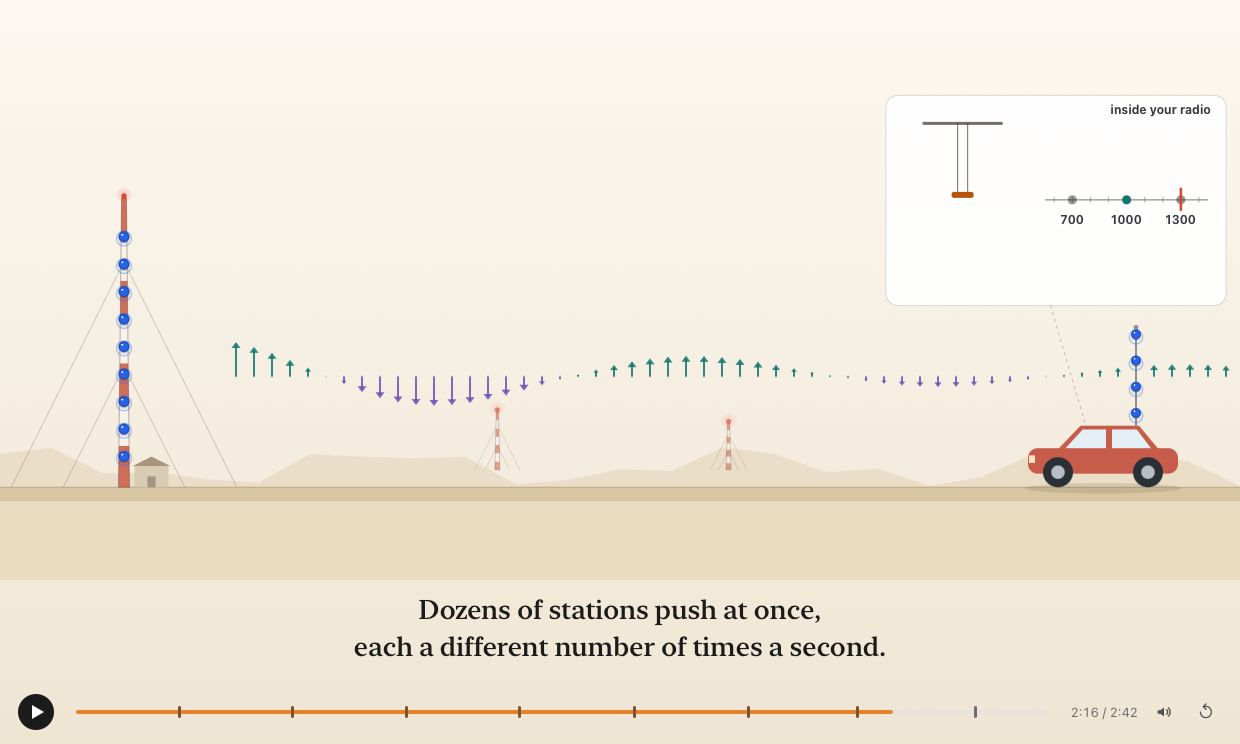 inside your radio
700 1000 1300
Dozens of stations push at once,
each a different number of times a second.
2:16 / 2:42